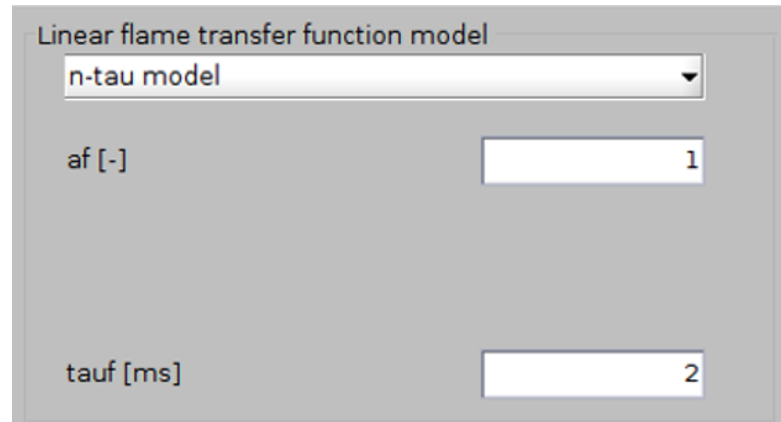 Linear flame transfer function model
n-tau model
af [-] 1
tauf [ms] 2